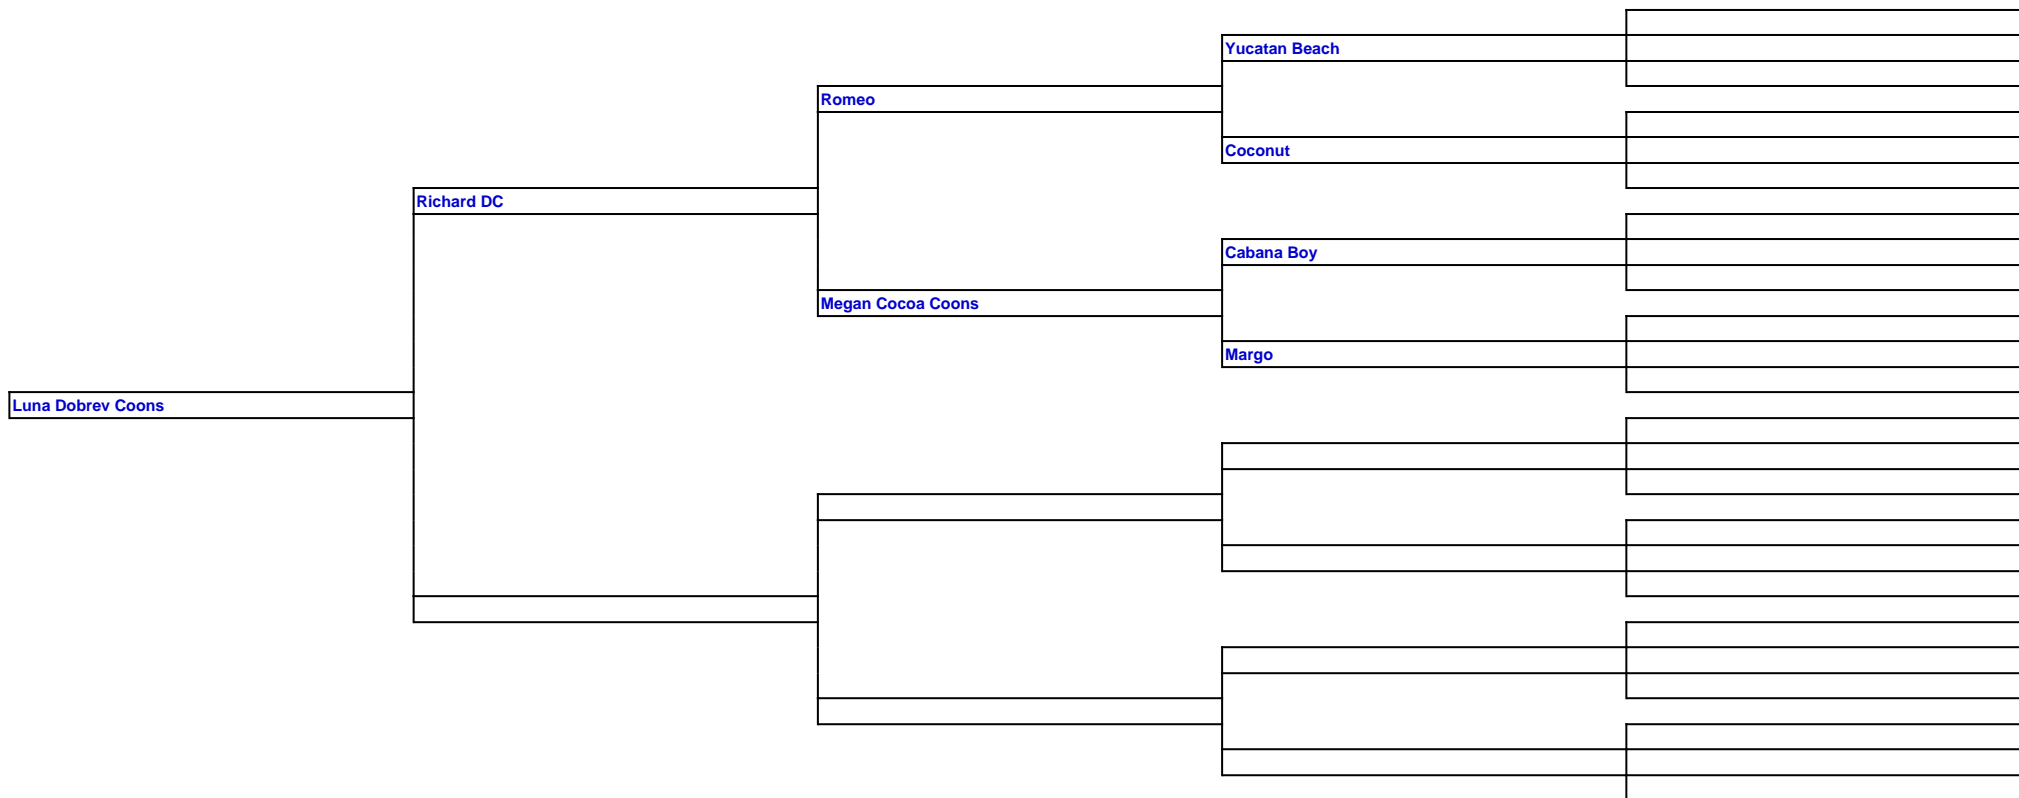 Yucatan Beach
Romeo
Coconut
Richard DC
Cabana Boy
Megan Cocoa Coons
Margo
Luna Dobrev Coons